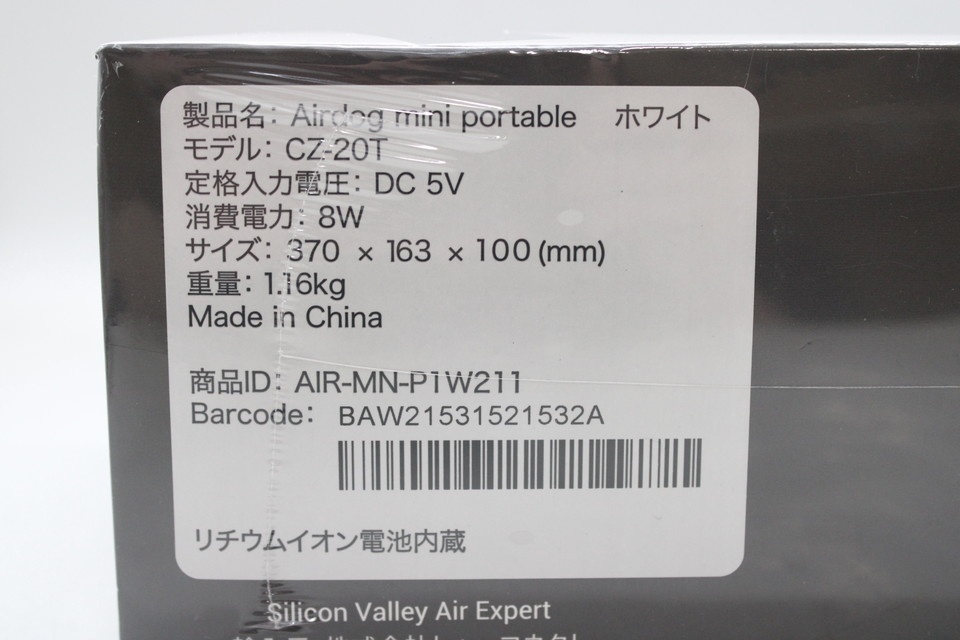 製品名: Airdog mini portable ホワイト
モデル: CZ-20T
定格入力電圧: DC 5V
消費電力: 8W
サイズ: 370 × 163 × 100 (mm)
重量: 1.16kg
Made in China
商品ID: AIR-MN-P1W211
Barcode: BAW21531521532A
リチウムイオン電池内蔵
Silicon Valley Air Expert